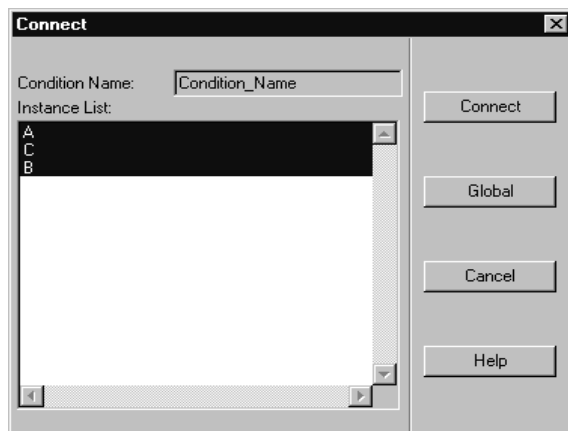 Connect
Condition Name: Condition_Name
Instance List:
A
C
B
Connect
Global
Cancel
Help